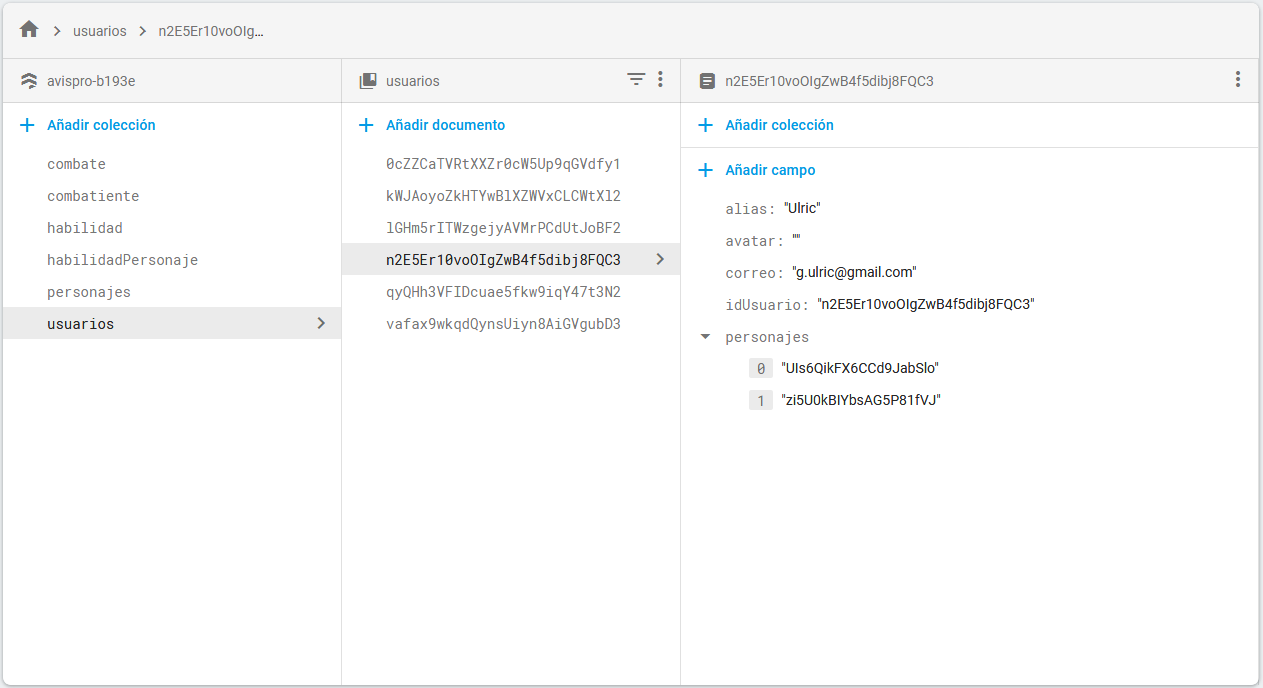 usuarios n2E5Er10voOIg...
avispro-b193e
Añadir colección
combate
combatiente
habilidad
habilidadPersonaje
personajes
usuarios
usuarios
Añadir documento
0cZZCaTVRtXXZr0cW5Up9qGVdfy1
kWJAoyoZkHTYwBlXZWVxCLCWtXl2
lGHm5rITWzgejyAVMrPCdUtJoBF2
n2E5Er10voOIgZwB4f5dibj8FQC3
qyQHh3VFIDcuae5fkw9iqY47t3N2
vafax9wkqdQynsUiyn8AiGVgubD3
n2E5Er10voOIgZwB4f5dibj8FQC3
Añadir colección
Añadir campo
alias: "Ulric"
avatar: ""
correo: "g.ulric@gmail.com"
idUsuario: "n2E5Er10voOIgZwB4f5dibj8FQC3"
personajes
0 "UIs6QikFX6CCd9JabSlo"
1 "zi5U0kBIYbsAG5P81fVJ"